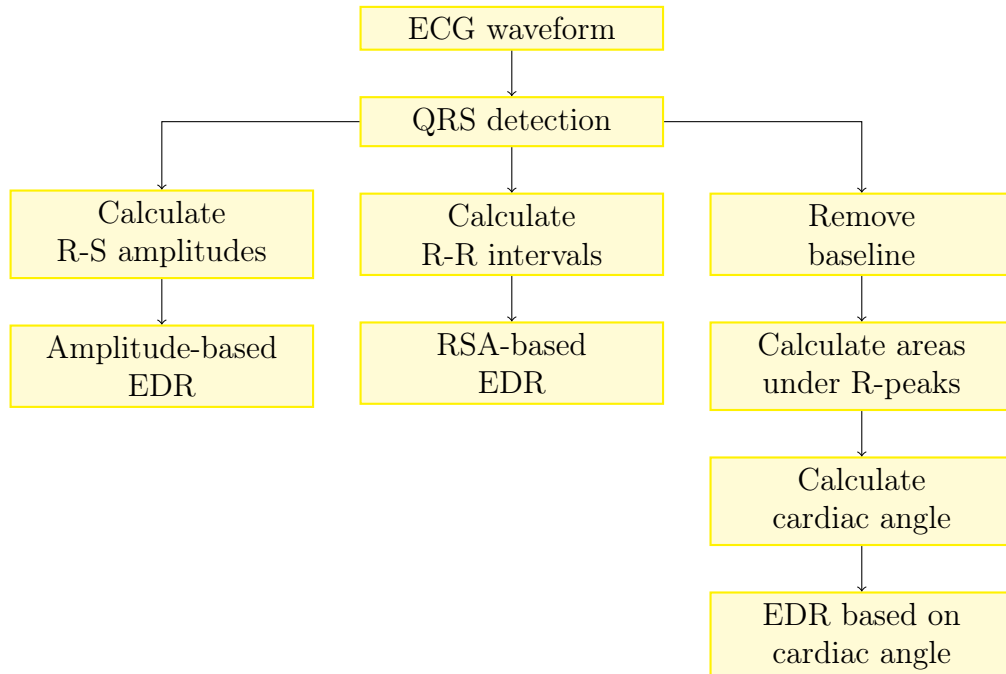 ECG waveform
QRS detection
Calculate
R-S amplitudes
Calculate
R-R intervals
Remove
baseline
Amplitude-based
EDR
RSA-based
EDR
Calculate areas
under R-peaks
Calculate
cardiac angle
EDR based on
cardiac angle